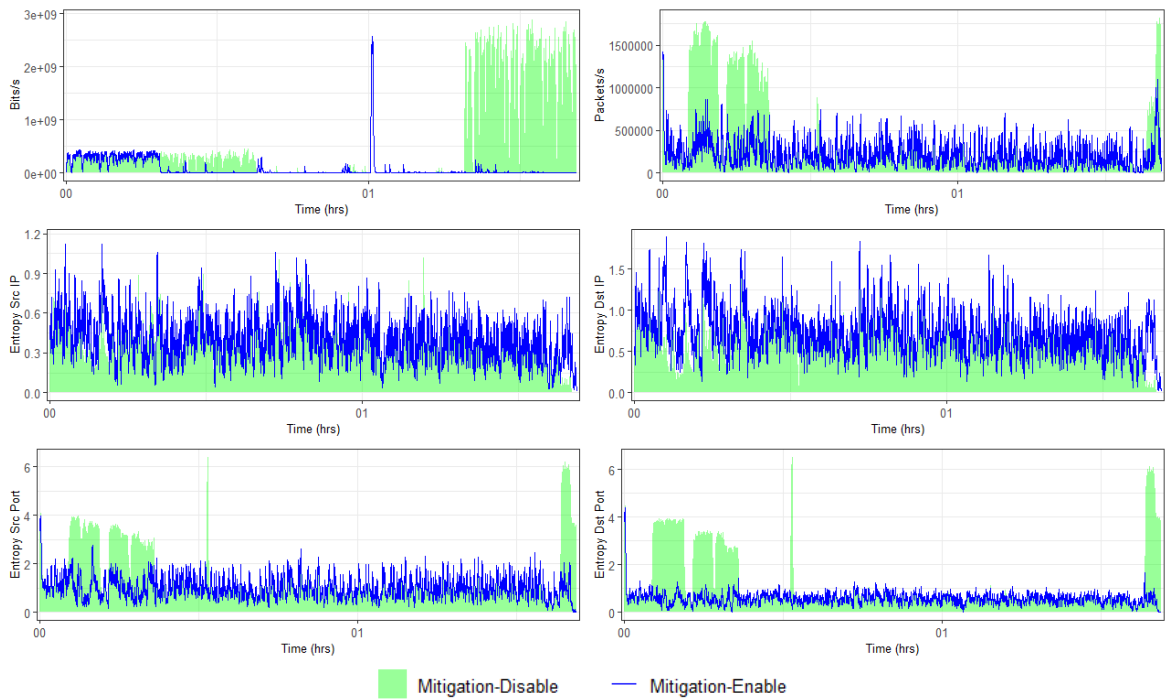 3e+09
2e+09
1e+09
0e+00
Bits/s
00
01
Time (hrs)
1500000
1000000
500000
0
Packets/s
00
01
Time (hrs)
1.2
0.9
0.6
0.3
0.0
Entropy Src IP
00
01
Time (hrs)
1.5
1.0
0.5
0.0
Entropy Dst IP
00
01
Time (hrs)
6
4
2
0
Entropy Src Port
00
01
Time (hrs)
6
4
2
0
Entropy Dst Port
00
01
Time (hrs)
Mitigation-Disable
Mitigation-Enable